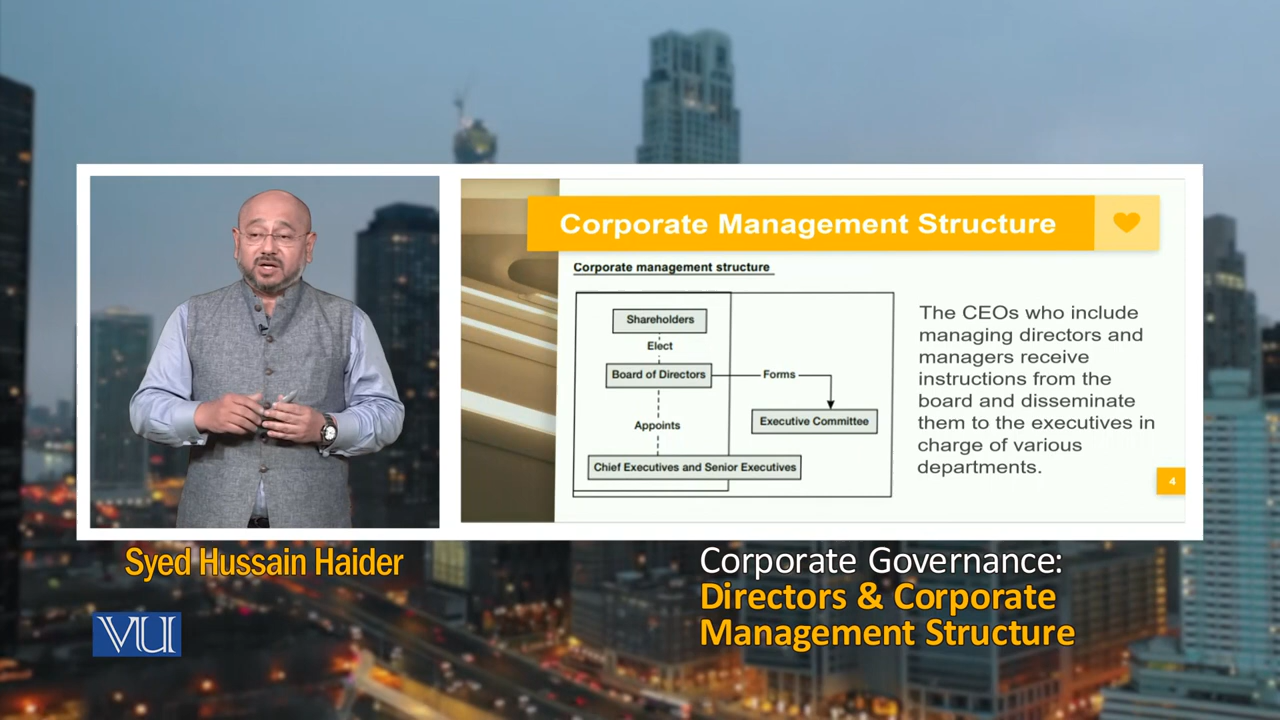 Corporate Management Structure
Corporate management structure
Shareholders
Elect
Board of Directors
Forms
Executive Committee
Appoints
Chief Executives and Senior Executives
The CEOs who include
managing directors and
managers receive
instructions from the
board and disseminate
them to the executives in
charge of various
departments.
4
Syed Hussain Haider
VU
Corporate Governance:
Directors & Corporate
Management Structure